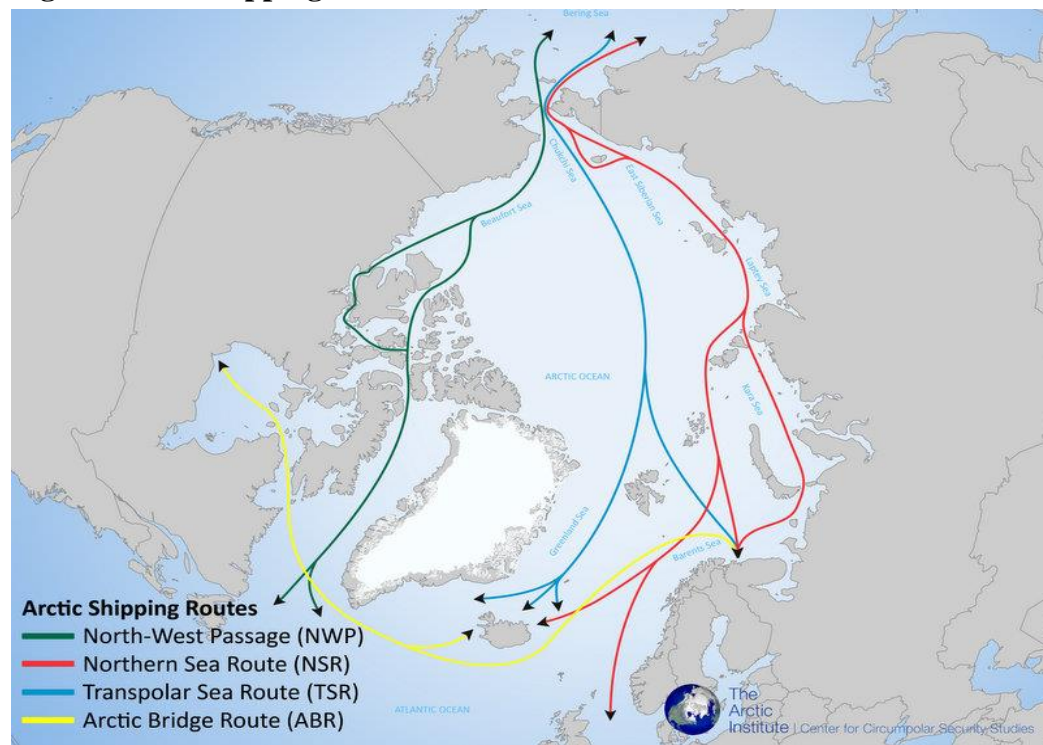 Bering Sea
Chukchi Sea
East Siberian Sea
Beaufort Sea
Laptev Sea
ARCTIC OCEAN
Kara Sea
Greenland Sea
Barents Sea
Arctic Shipping Routes
North-West Passage (NWP)
Northern Sea Route (NSR)
Transpolar Sea Route (TSR)
Arctic Bridge Route (ABR)
ATLANTIC OCEAN
The
Arctic
Institute | Center for Circumpolar Security Studies